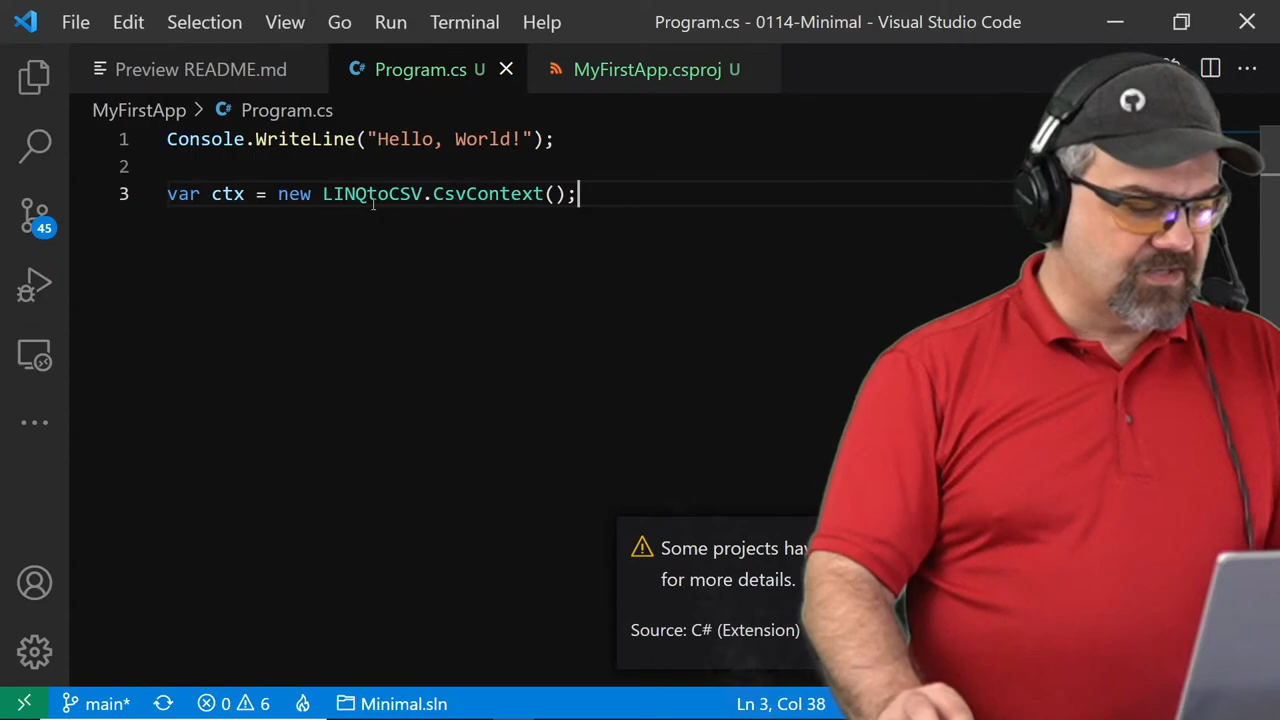 File Edit Selection View Go Run Terminal Help Program.cs - 0114-Minimal - Visual Studio Code
Preview README.md Program.cs U MyFirstApp.csproj U
MyFirstApp > Program.cs
1 Console.WriteLine("Hello, World!");
2
3 var ctx = new LINQtoCSV.CsvContext();
45
Some projects
for more details.
Source: C# (Extension)
main* 0 6 Minimal.sln Ln 3, Col 38